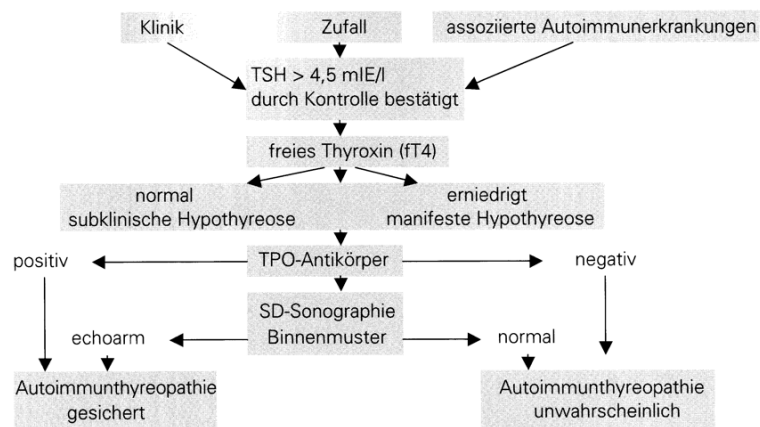 Klinik
Zufall
assoziierte Autoimmunerkrankungen
TSH > 4,5 mIE/l
durch Kontrolle bestätigt
freies Thyroxin (fT4)
normal
subklinische Hypothyreose
erniedrigt
manifeste Hypothyreose
positiv
TPO-Antikörper
negativ
SD-Sonographie
Binnenmuster
echoarm
normal
Autoimmunthyreopathie
gesichert
Autoimmunthyreopathie
unwahrscheinlich